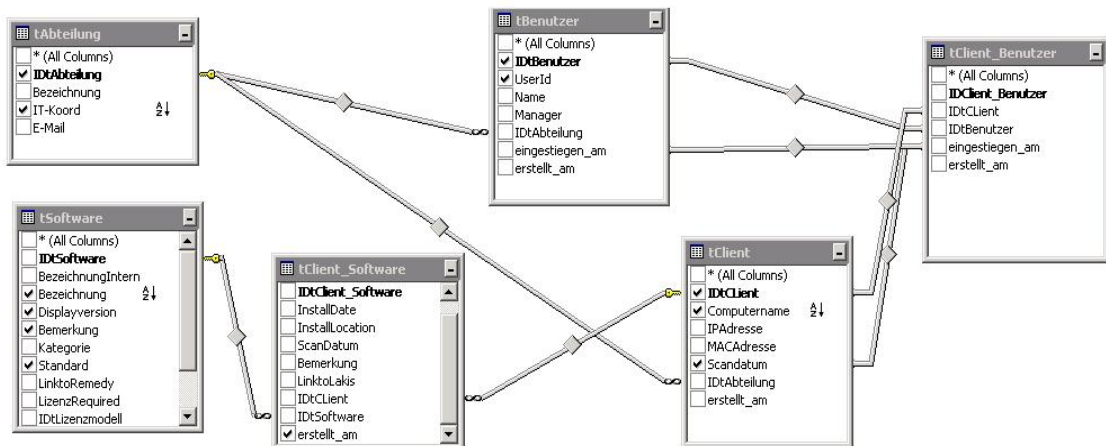 tAbteilung
* (All Columns)
IDtAbteilung
Bezeichnung
IT-Koord
E-Mail
tBenutzer
* (All Columns)
IDtBenutzer
UserId
Name
Manager
IDtAbteilung
eingestiegen_am
erstellt_am
tClient_Benutzer
* (All Columns)
IDClient_Benutzer
IDtCLient
IDtBenutzer
eingestiegen_am
erstellt_am
tSoftware
* (All Columns)
IDtSoftware
BezeichnungIntern
Bezeichnung
Displayversion
Bemerkung
Kategorie
Standard
LinktoRemedy
LizenzRequired
IDtLizenzmodell
tClient_Software
IDtClient_Software
InstallDate
InstallLocation
ScanDatum
Bemerkung
LinktoLakis
IDtCLient
IDtSoftware
erstellt_am
tClient
* (All Columns)
IDtCLient
Computername
IPAdresse
MACAdresse
Scandatum
IDtAbteilung
erstellt_am